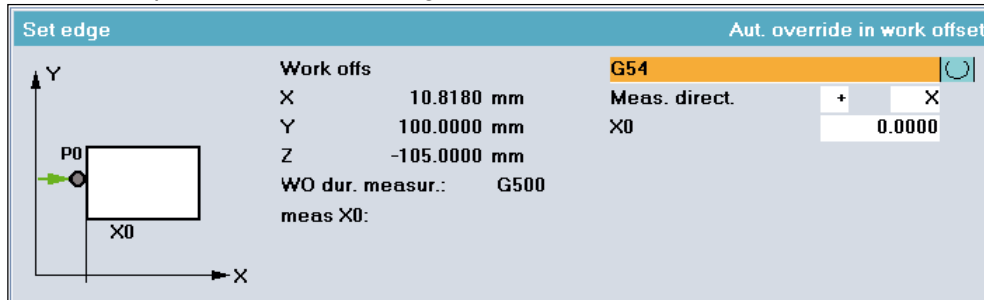 Set edge Aut. override in work offset
Y
P0
X0
X
Work offs G54
X 10.8180 mm Meas. direct. + X
Y 100.0000 mm X0 0.0000
Z -105.0000 mm
WO dur. measur.: G500
meas X0: